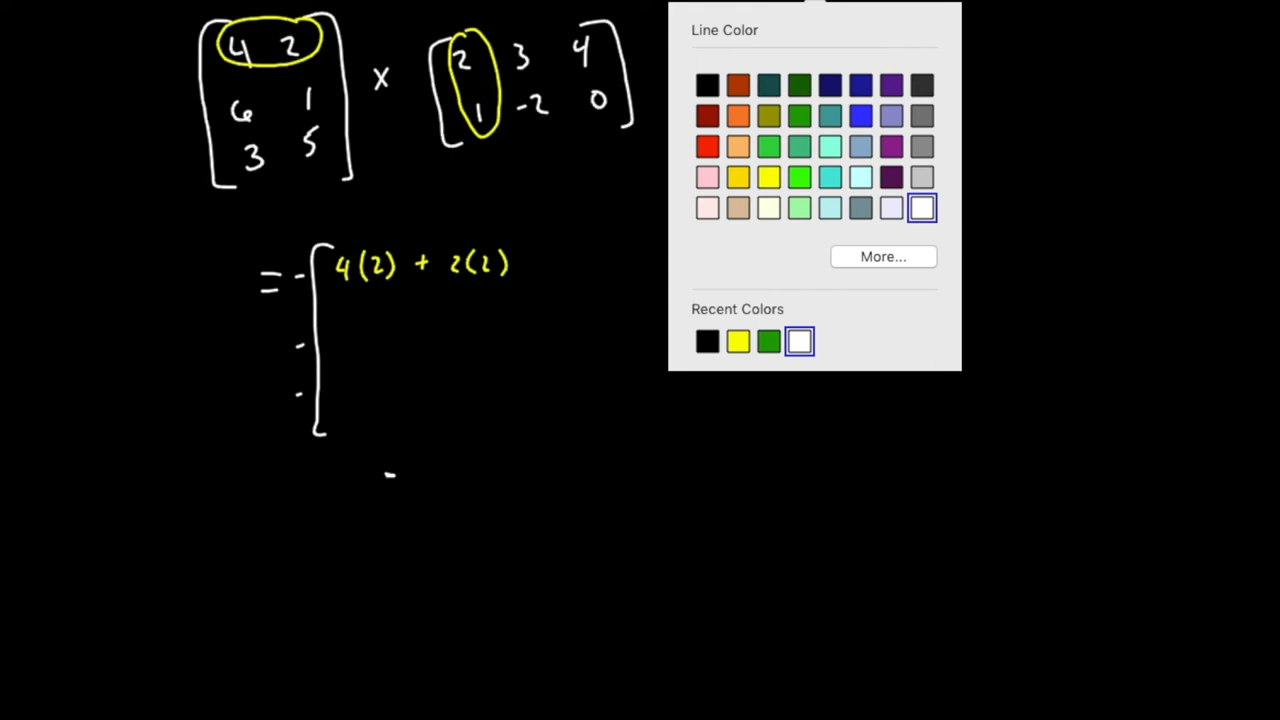 4 2
6 1
3 5
x
2 3 4
1 -2 0
= - 4(2) + 2(2)
-
-
-
Line Color
More...
Recent Colors